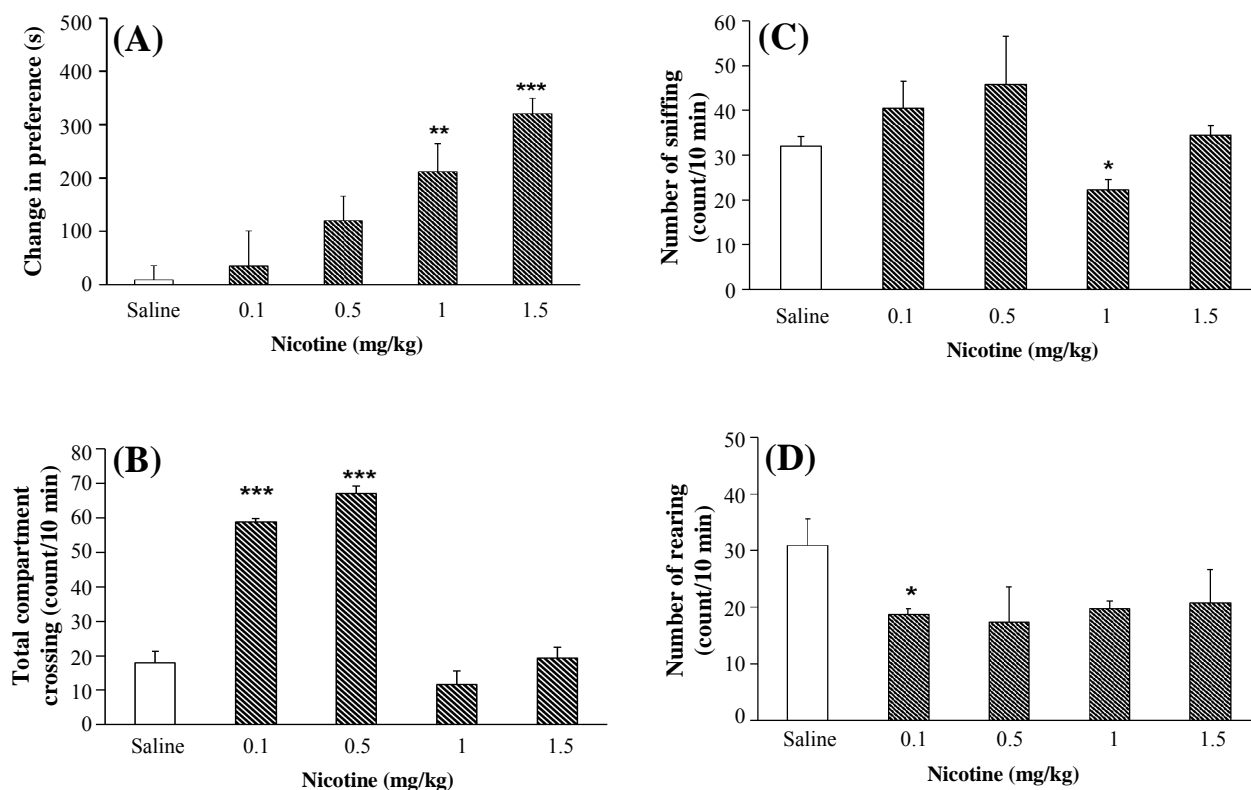 (A)
Change in preference (s)
500
400
300
200
100
0
**
***
Saline 0.1 0.5 1 1.5
Nicotine (mg/kg)
(B)
Total compartment
crossing (count/10 min)
80
70
60
50
40
30
20
10
0
***
***
Saline 0.1 0.5 1 1.5
Nicotine (mg/kg)
(C)
Number of sniffing
(count/10 min)
60
50
40
30
20
10
0
*
Saline 0.1 0.5 1 1.5
Nicotine (mg/kg)
(D)
Number of rearing
(count/10 min)
50
40
30
20
10
0
*
Saline 0.1 0.5 1 1.5
Nicotine (mg/kg)